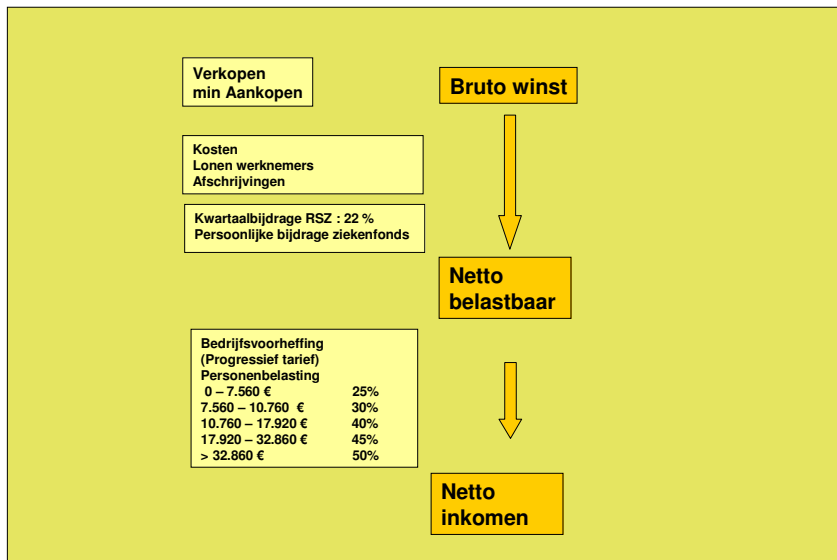 Verkopen
min Aankopen
Bruto winst
Kosten
Lonen werknemers
Afschrijvingen
Kwartaalbijdrage RSZ : 22 %
Persoonlijke bijdrage ziekenfonds
Netto
belastbaar
Bedrijfsvoorheffing
(Progressief tarief)
Personenbelasting
0 – 7.560 € 25%
7.560 – 10.760 € 30%
10.760 – 17.920 € 40%
17.920 – 32.860 € 45%
> 32.860 € 50%
Netto
inkomen